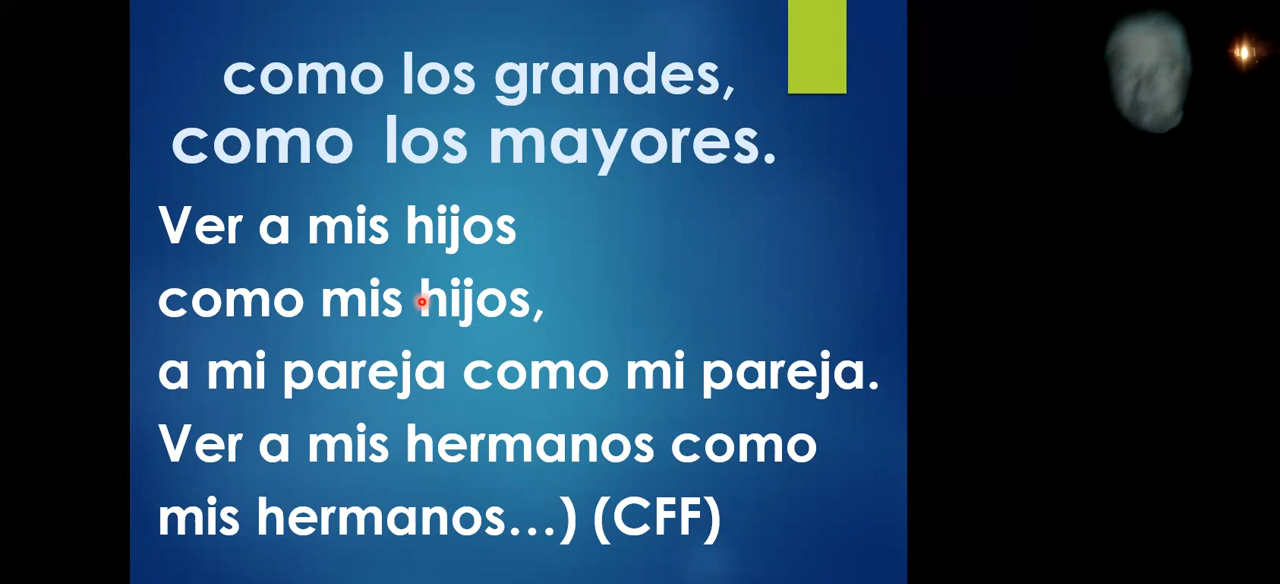 como los grandes,
como los mayores.
Ver a mis hijos
como mis hijos,
a mi pareja como mi pareja.
Ver a mis hermanos como
mis hermanos...) (CFF)